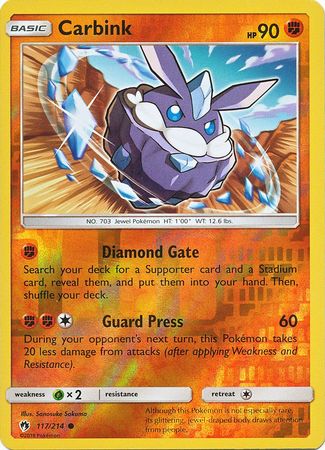 BASIC
Carbink
HP 90
NO. 703 Jewel Pokémon HT: 1'00" WT: 12.6 lbs.
Diamond Gate
Search your deck for a Supporter card and a Stadium
card, reveal them, and put them into your hand. Then,
shuffle your deck.
Guard Press 60
During your opponent's next turn, this Pokémon takes
20 less damage from attacks (after applying Weakness and
Resistance).
weakness × 2 resistance retreat
Illus. Sanosuke Sakuma
117/214
©2018 Pokémon
Although this Pokémon is not especially rare,
its glittering, jewel-draped body draws attention
from people.